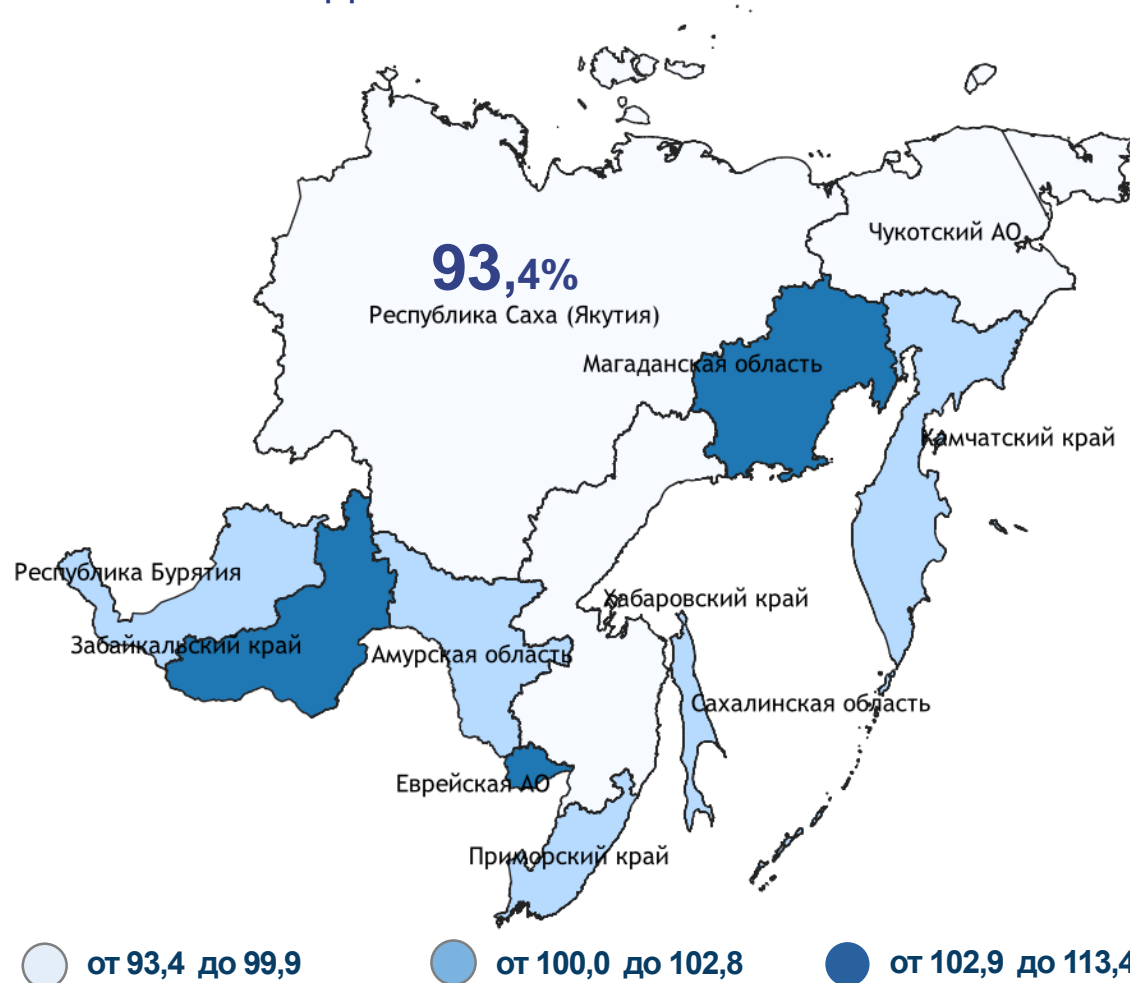 Чукотский АО
93,4%
Республика Саха (Якутия)
Магаданская область
Камчатский край
Республика Бурятия
Хабаровский край
Забайкальский край
Амурская область
Сахалинская область
Еврейская АО
Приморский край
от 93,4 до 99,9
от 100,0 до 102,8
от 102,9 до 113,4